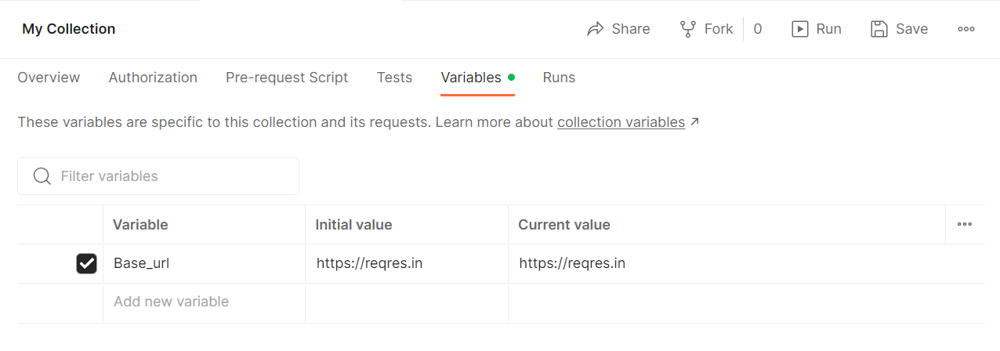 My Collection Share Fork 0 Run Save
Overview Authorization Pre-request Script Tests Variables Runs
These variables are specific to this collection and its requests. Learn more about collection variables ↗
Filter variables
Variable Initial value Current value
Base_url https://reqres.in https://reqres.in
Add new variable